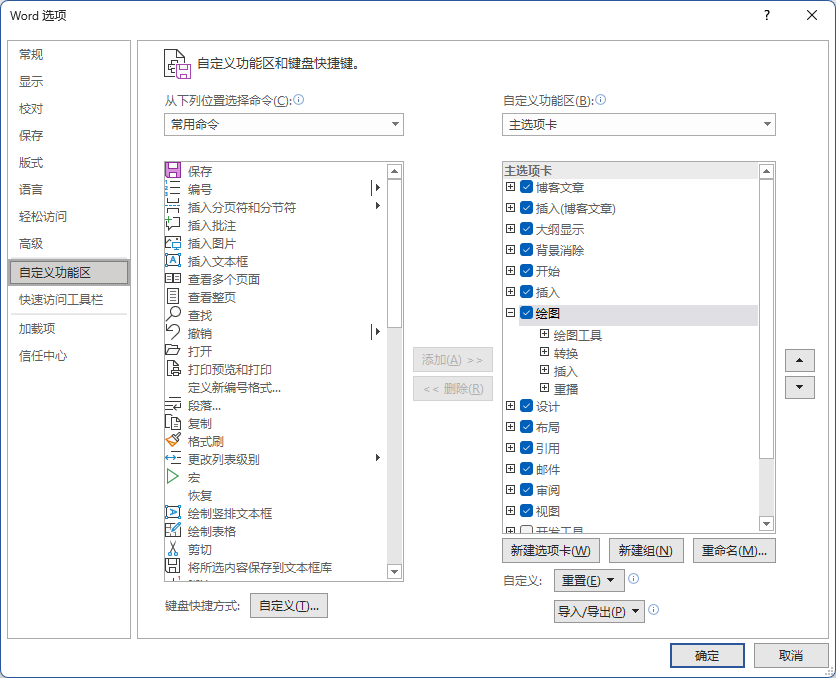 Word 选项
?
常规
显示
校对
保存
版式
语言
轻松访问
高级
自定义功能区
快速访问工具栏
加载项
信任中心
自定义功能区和键盘快捷键。
从下列位置选择命令(C):
常用命令
保存
编号
插入分页符和分节符
插入批注
插入图片
插入文本框
查看多个页面
查看整页
查找
撤销
打开
打印预览和打印
定义新编号格式...
段落...
复制
格式刷
更改列表级别
宏
恢复
绘制竖排文本框
绘制表格
剪切
将所选内容保存到文本框库
键盘快捷方式:
自定义(T)...
添加(A) >>
<< 删除(R)
自定义功能区(B):
主选项卡
主选项卡
博客文章
插入(博客文章)
大纲显示
背景消除
开始
插入
绘图
绘图工具
转换
插入
重播
设计
布局
引用
邮件
审阅
视图
开发工具
新建选项卡(W)
新建组(N)
重命名(M)...
自定义:
重置(E)
导入/导出(P)
确定
取消